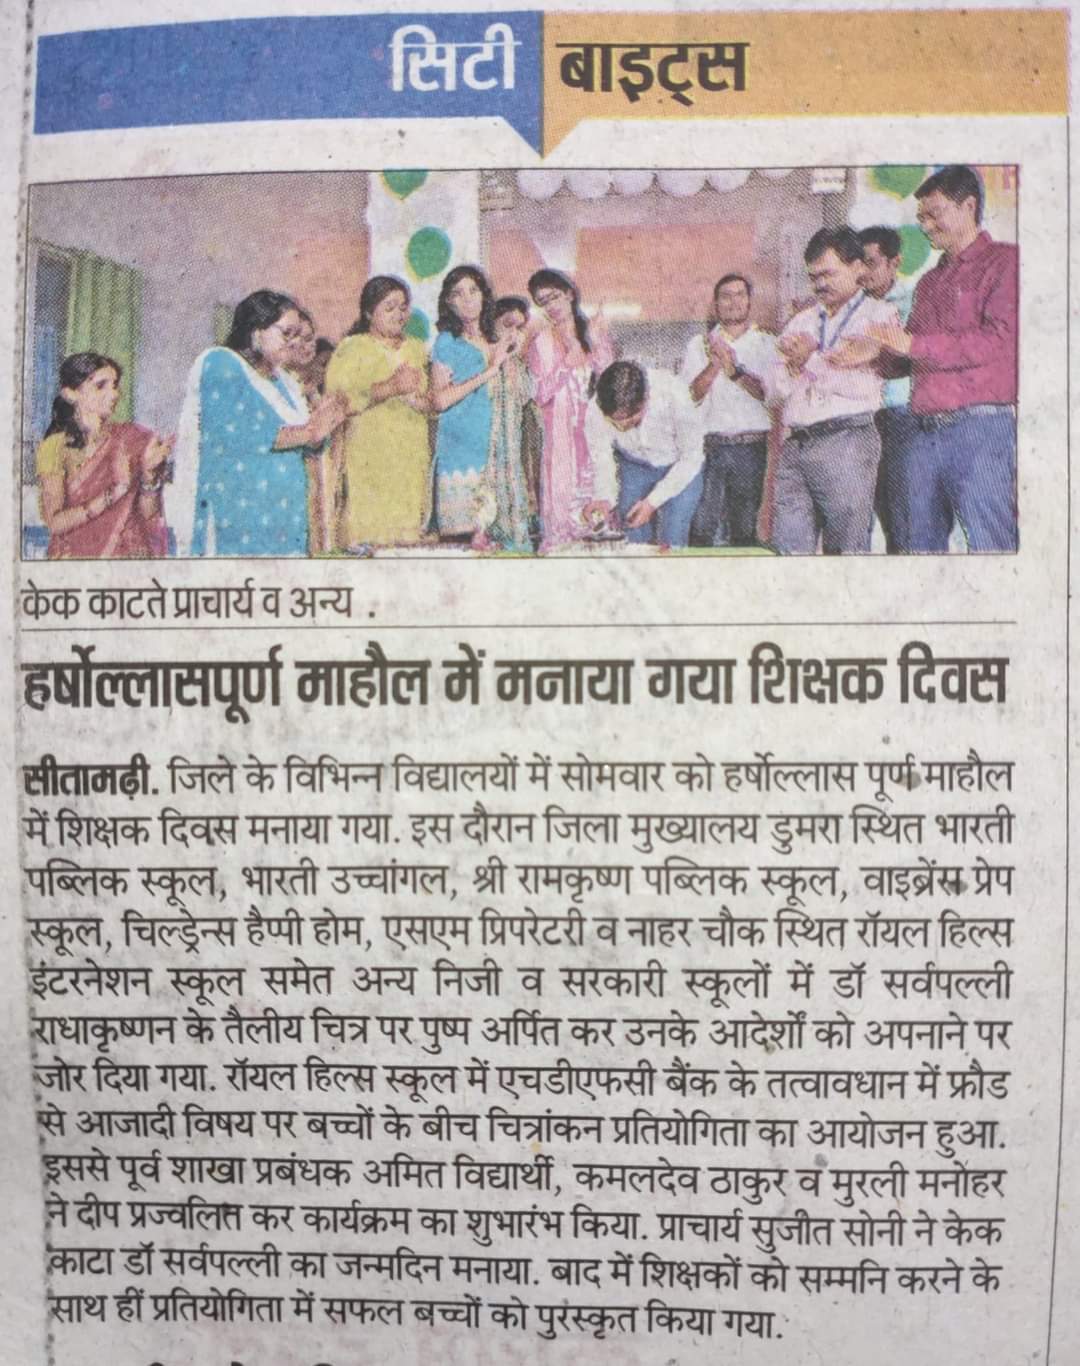 सिटी बाइट्स
केक काटते प्राचार्य व अन्य .
हर्षोल्लासपूर्ण माहौल में मनाया गया शिक्षक दिवस
सीतामढ़ी. जिले के विभिन्न विद्यालयों में सोमवार को हर्षोल्लास पूर्ण माहौल
में शिक्षक दिवस मनाया गया. इस दौरान जिला मुख्यालय डुमरा स्थित भारती
पब्लिक स्कूल, भारती उच्चांगल, श्री रामकृष्ण पब्लिक स्कूल, वाइब्रेंस प्रेप
स्कूल, चिल्ड्रेन्स हैप्पी होम, एसएम प्रिपरेटरी व नाहर चौक स्थित रॉयल हिल्स
इंटरनेशन स्कूल समेत अन्य निजी व सरकारी स्कूलों में डॉ सर्वपल्ली
राधाकृष्णन के तैलीय चित्र पर पुष्प अर्पित कर उनके आदेर्शों को अपनाने पर
जोर दिया गया. रॉयल हिल्स स्कूल में एचडीएफसी बैंक के तत्वावधान में फ्रौड
से आजादी विषय पर बच्चों के बीच चित्रांकन प्रतियोगिता का आयोजन हुआ.
इससे पूर्व शाखा प्रबंधक अमित विद्यार्थी, कमलदेव ठाकुर व मुरली मनोहर
ने दीप प्रज्वलित कर कार्यक्रम का शुभारंभ किया. प्राचार्य सुजीत सोनी ने केक
काटा डॉ सर्वपल्ली का जन्मदिन मनाया. बाद में शिक्षकों को सम्मनि करने के
साथ हीं प्रतियोगिता में सफल बच्चों को पुरस्कृत किया गया.